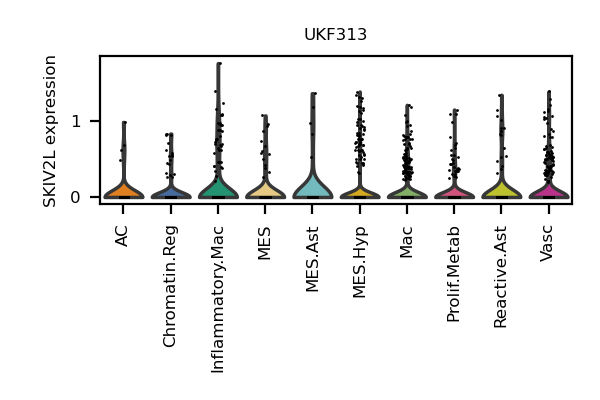 UKF313
SKIV2L expression
1
0
AC
Chromatin.Reg
Inflammatory.Mac
MES
MES.Ast
MES.Hyp
Mac
Prolif.Metab
Reactive.Ast
Vasc